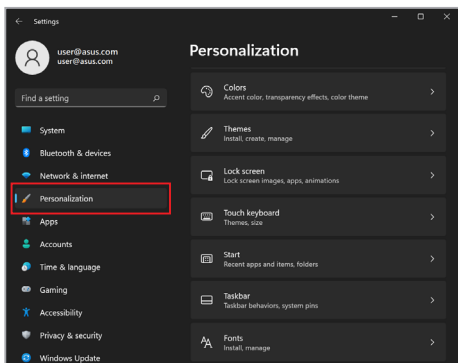 Settings
user@asus.com
user@asus.com
Find a setting
System
Bluetooth & devices
Network & internet
Personalization
Apps
Accounts
Time & language
Gaming
Accessibility
Privacy & security
Windows Update
Personalization
Colors
Accent color, transparency effects, color theme
Themes
Install, create, manage
Lock screen
Lock screen images, apps, animations
Touch keyboard
Themes, size
Start
Recent apps and items, folders
Taskbar
Taskbar behaviors, system pins
Fonts
Install, manage